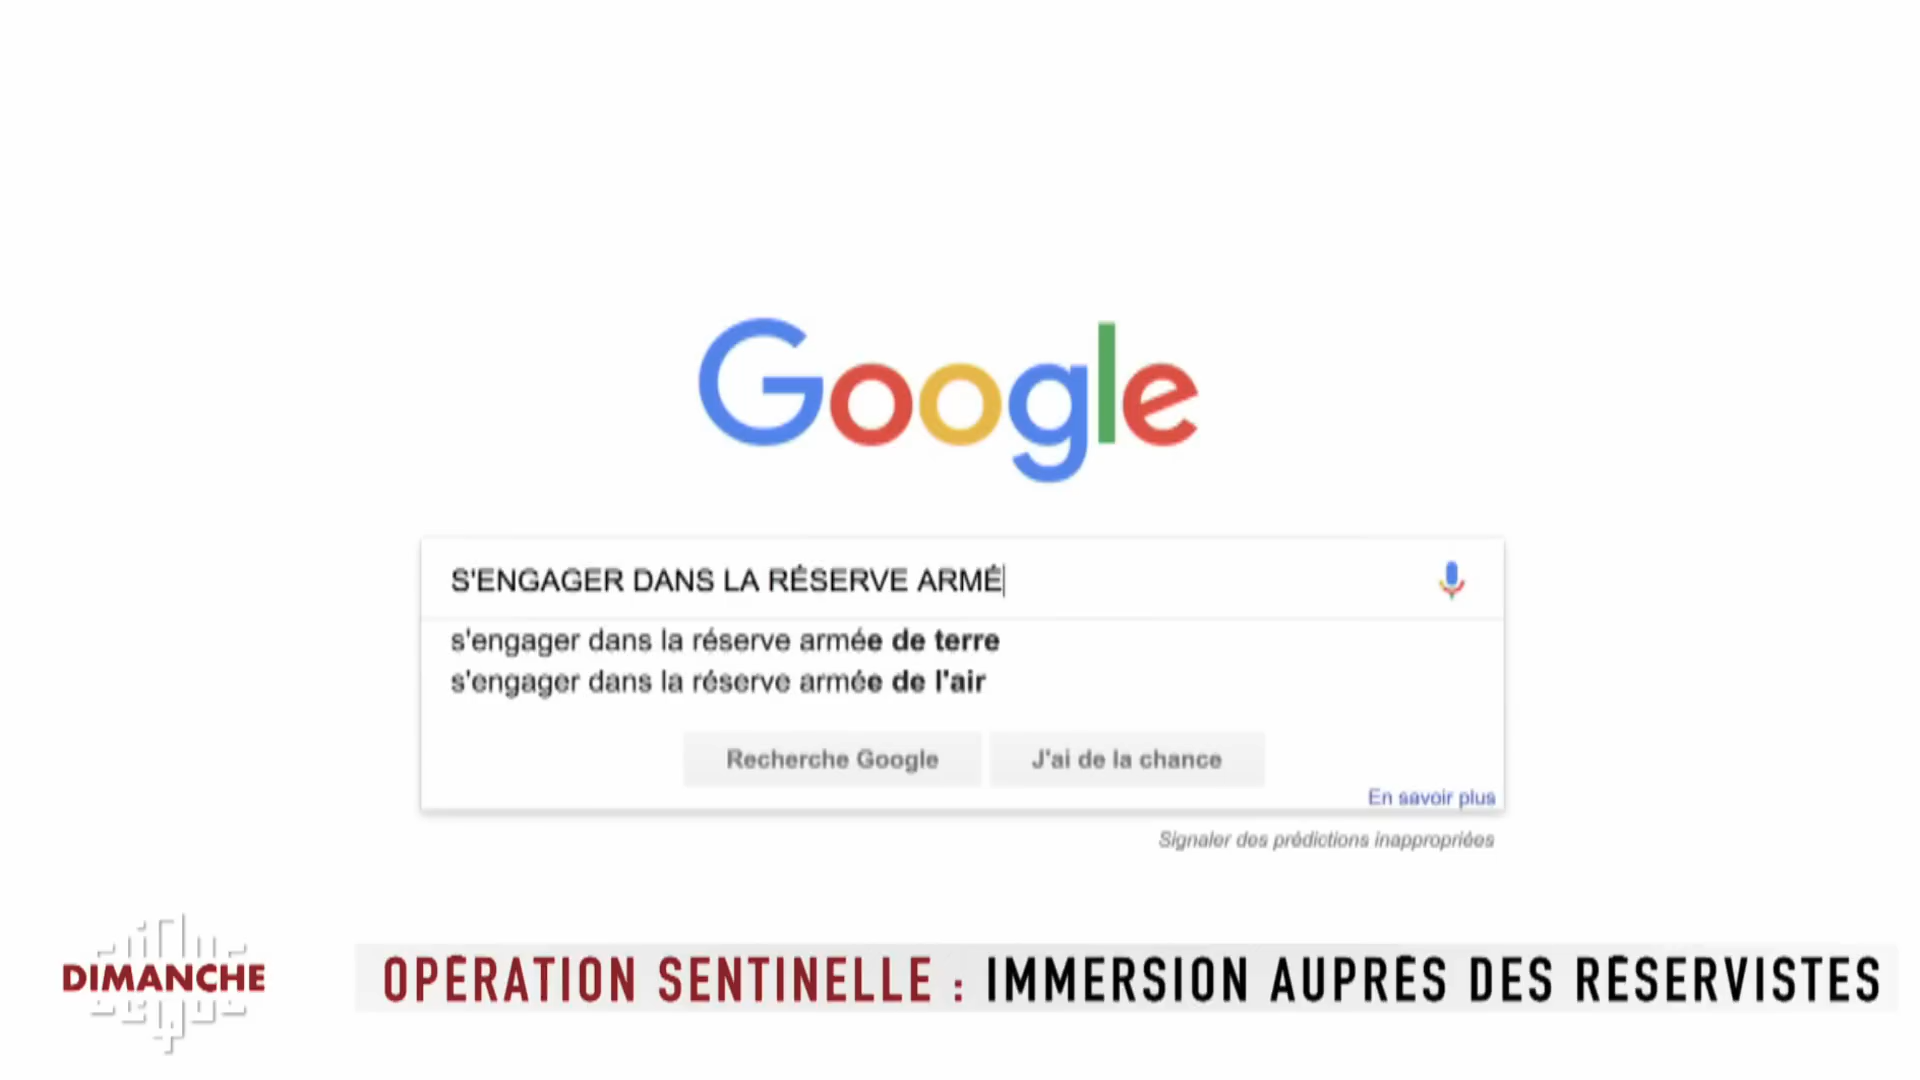 Google
S'ENGAGER DANS LA RÉSERVE ARMÉ
s'engager dans la réserve armée de terre
s'engager dans la réserve armée de l'air
Recherche Google
J'ai de la chance
En savoir plus
Signaler des prédictions inappropriées
DIMANCHE
OPÉRATION SENTINELLE : IMMERSION AUPRÈS DES RÉSERVISTES